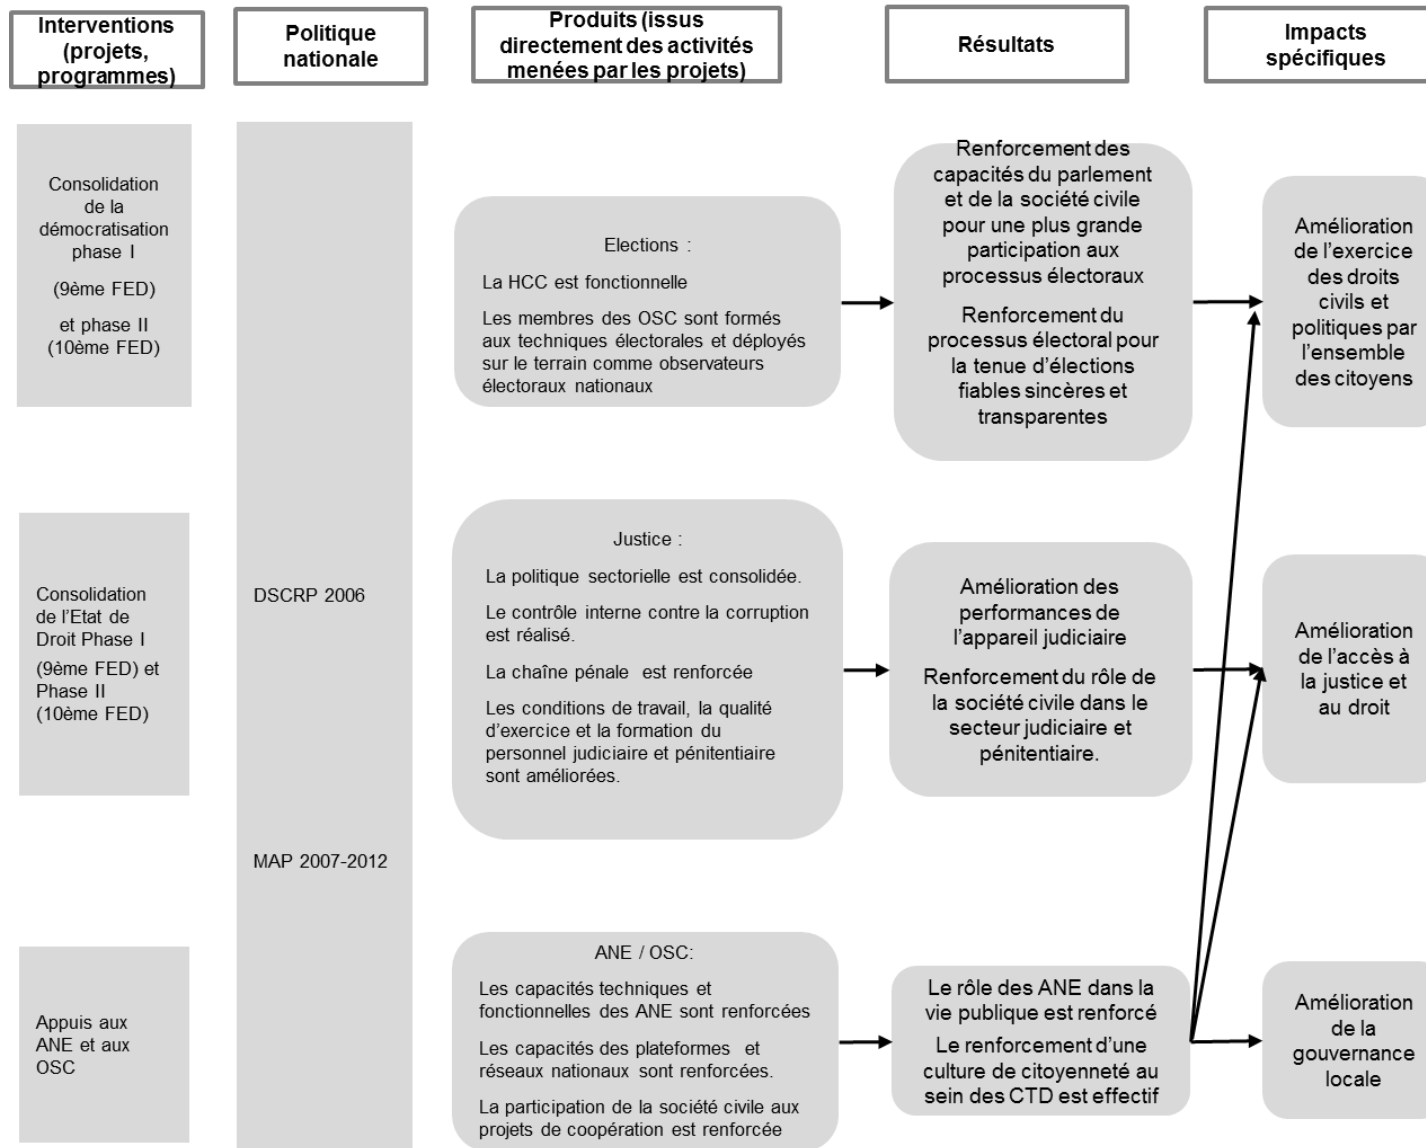 Interventions
(projets,
programmes)
Politique
nationale
Produits (issus
directement des activités
menées par les projets)
Résultats
Impacts
spécifiques
Consolidation
de la
démocratisation
phase I
(9ème FED)
et phase II
(10ème FED)
Elections :
La HCC est fonctionnelle
Les membres des OSC sont formés
aux techniques électorales et déployés
sur le terrain comme observateurs
électoraux nationaux
Renforcement des
capacités du parlement
et de la société civile
pour une plus grande
participation aux
processus électoraux
Renforcement du
processus électoral pour
la tenue d’élections
fiables sincères et
transparentes
Amélioration
de l’exercice
des droits
civils et
politiques par
l’ensemble
des citoyens
Consolidation
de l’Etat de
Droit Phase I
(9ème FED) et
Phase II
(10ème FED)
DSCRP 2006
MAP 2007-2012
Justice :
La politique sectorielle est consolidée.
Le contrôle interne contre la corruption
est réalisé.
La chaîne pénale est renforcée
Les conditions de travail, la qualité
d’exercice et la formation du
personnel judiciaire et pénitentiaire
sont améliorées.
Amélioration des
performances de
l’appareil judiciaire
Renforcement du rôle de
la société civile dans le
secteur judiciaire et
pénitentiaire.
Amélioration
de l’accès à
la justice et
au droit
Appuis aux
ANE et aux
OSC
ANE / OSC:
Les capacités techniques et
fonctionnelles des ANE sont renforcées
Les capacités des plateformes et
réseaux nationaux sont renforcées.
La participation de la société civile aux
projets de coopération est renforcée
Le rôle des ANE dans la
vie publique est renforcé
Le renforcement d’une
culture de citoyenneté au
sein des CTD est effectif
Amélioration
de la
gouvernance
locale